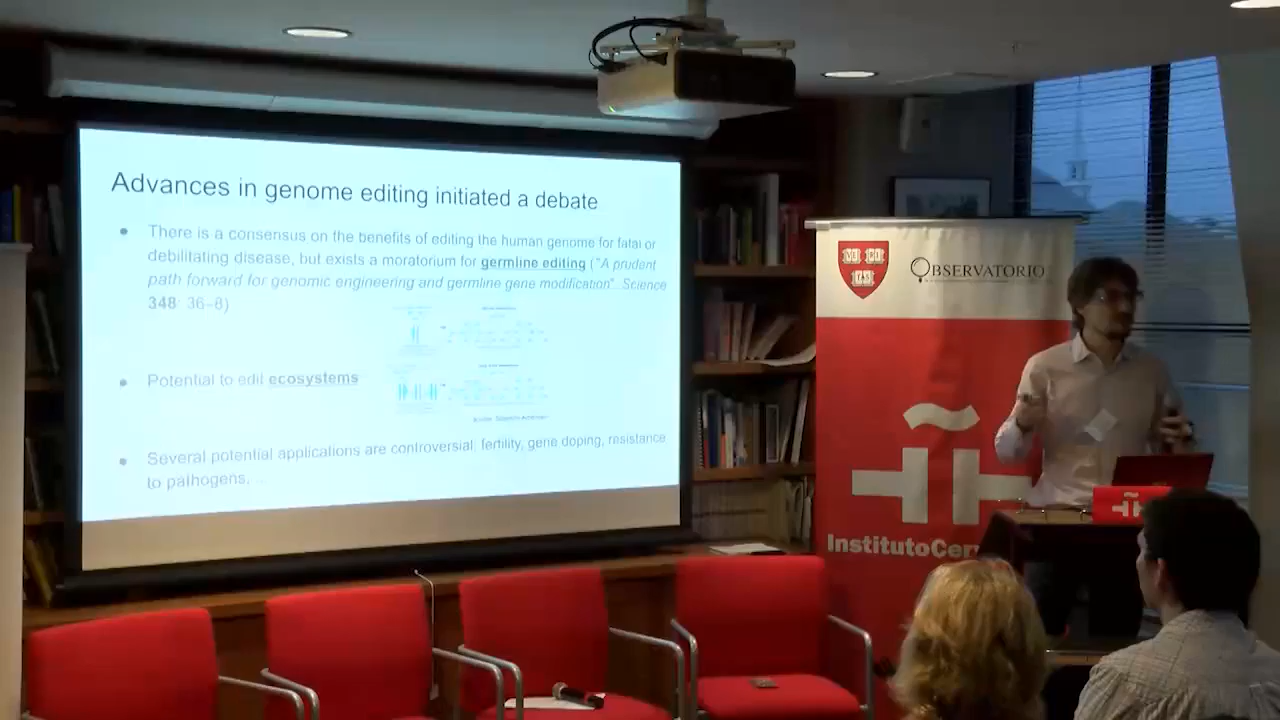 Advances in genome editing initiated a debate
There is a consensus on the benefits of editing the human genome for fatal or
debilitating disease, but exists a moratorium for germline editing ("A prudent
path forward for genomic engineering and germline gene modification". Science
348: 36–8)
Potential to edit ecosystems
Several potential applications are controversial: fertility, gene doping, resistance
to pathogens, ...
OBSERVATORIO
InstitutoCer